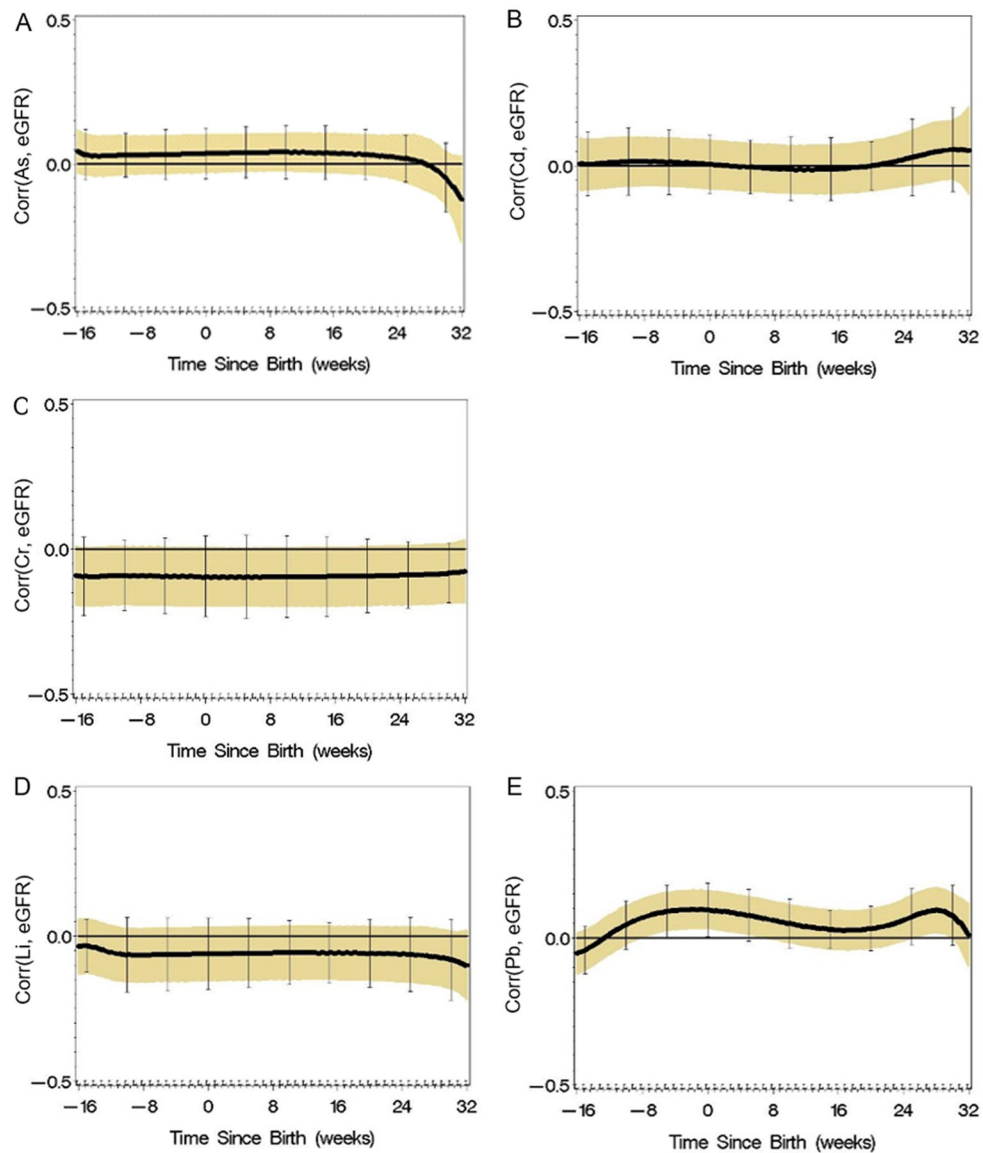 A
Corr(As, eGFR)
0.5
0.0
−0.5
−16 −8 0 8 16 24 32
Time Since Birth (weeks)
B
Corr(Cd, eGFR)
0.5
0.0
−0.5
−16 −8 0 8 16 24 32
Time Since Birth (weeks)
C
Corr(Cr, eGFR)
0.5
0.0
−0.5
−16 −8 0 8 16 24 32
Time Since Birth (weeks)
D
Corr(Li, eGFR)
0.5
0.0
−0.5
−16 −8 0 8 16 24 32
Time Since Birth (weeks)
E
Corr(Pb, eGFR)
0.5
0.0
−0.5
−16 −8 0 8 16 24 32
Time Since Birth (weeks)